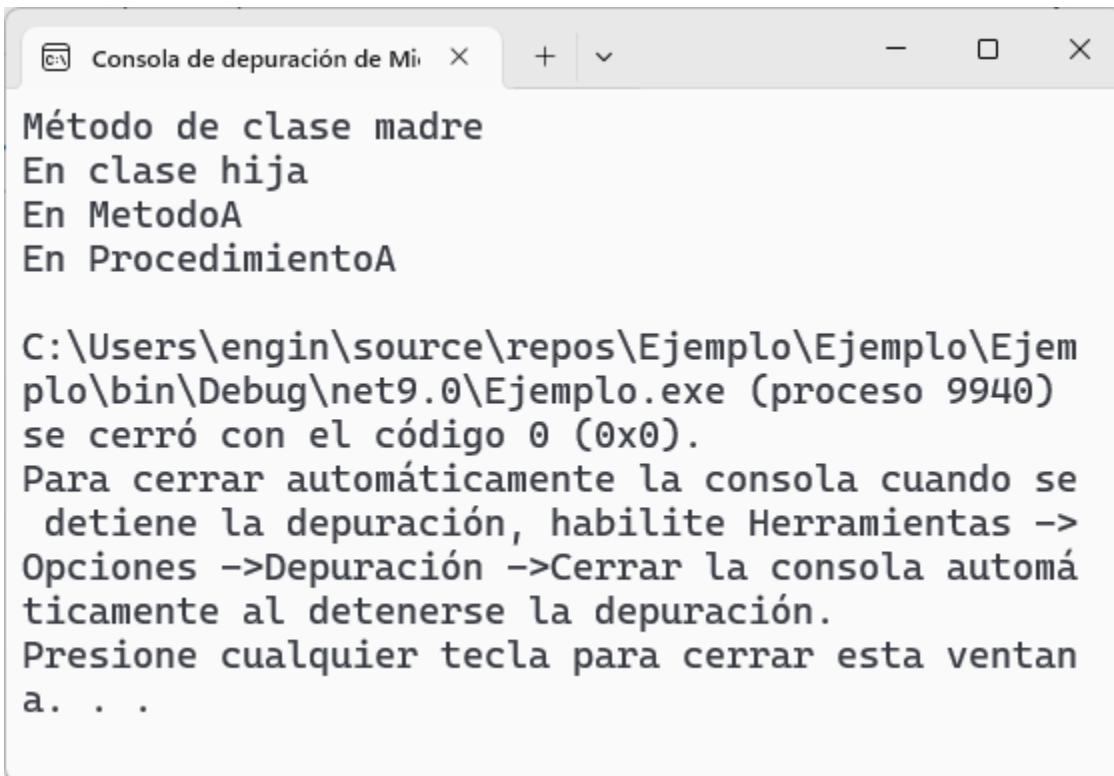 Consola de depuración de Mi
Método de clase madre
En clase hija
En MetodoA
En ProcedimientoA
C:\Users\engin\source\repos\Ejemplo\Ejemplo\Ejem
plo\bin\Debug\net9.0\Ejemplo.exe (proceso 9940)
se cerró con el código 0 (0x0).
Para cerrar automáticamente la consola cuando se
 detiene la depuración, habilite Herramientas ->
Opciones ->Depuración ->Cerrar la consola automá
ticamente al detenerse la depuración.
Presione cualquier tecla para cerrar esta ventan
a. . .